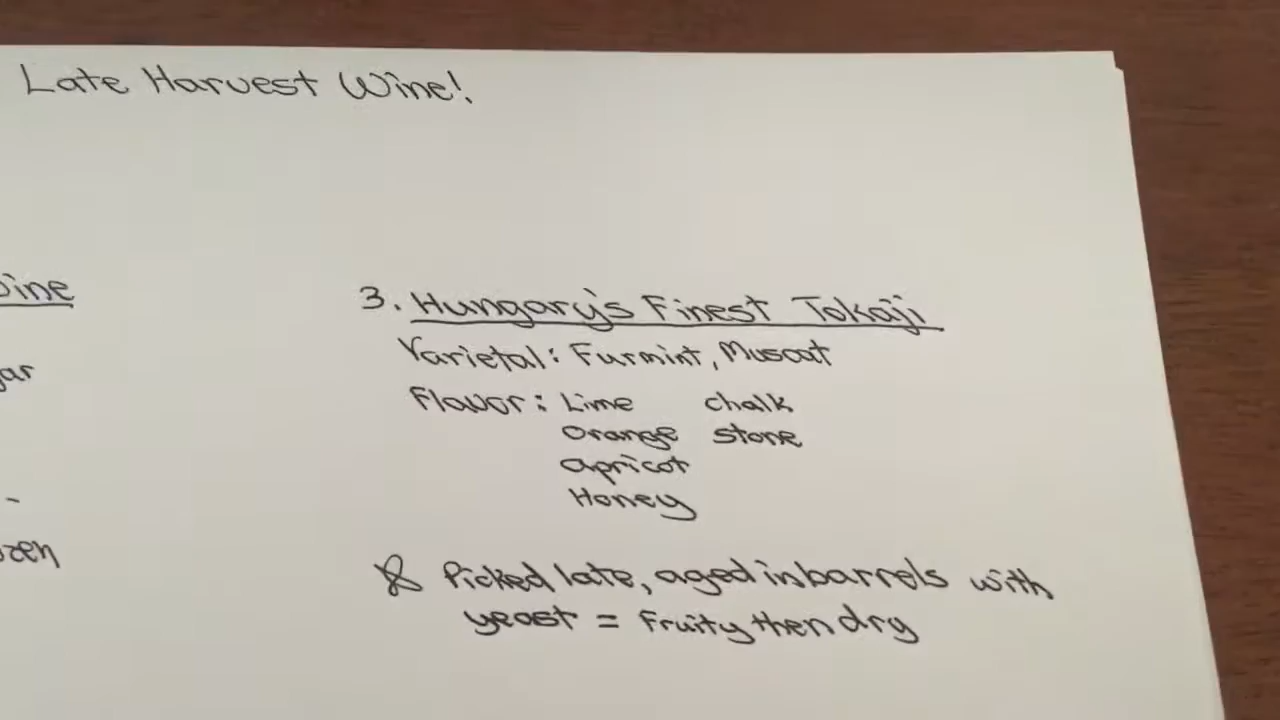 Late Harvest Wine!
3. Hungary's Finest Tokaji
Varietal: Furmint, Muscat
Flavor: Lime chalk
Orange stone
apricot
Honey
Picked late, aged in barrels with
yeast = Fruity then dry